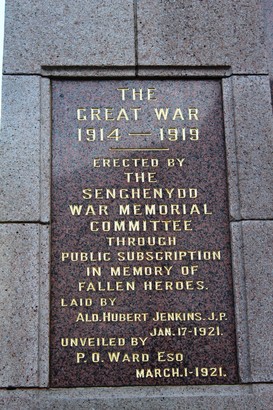 THE
GREAT WAR
1914 — 1919
ERECTED BY
THE
SENGHENYDD
WAR MEMORIAL
COMMITTEE
THROUGH
PUBLIC SUBSCRIPTION
IN MEMORY OF
FALLEN HEROES.
LAID BY
ALD. HUBERT JENKINS. J.P.
JAN. 17-1921.
UNVEILED BY
P. O. WARD ESQ
MARCH. 1-1921.